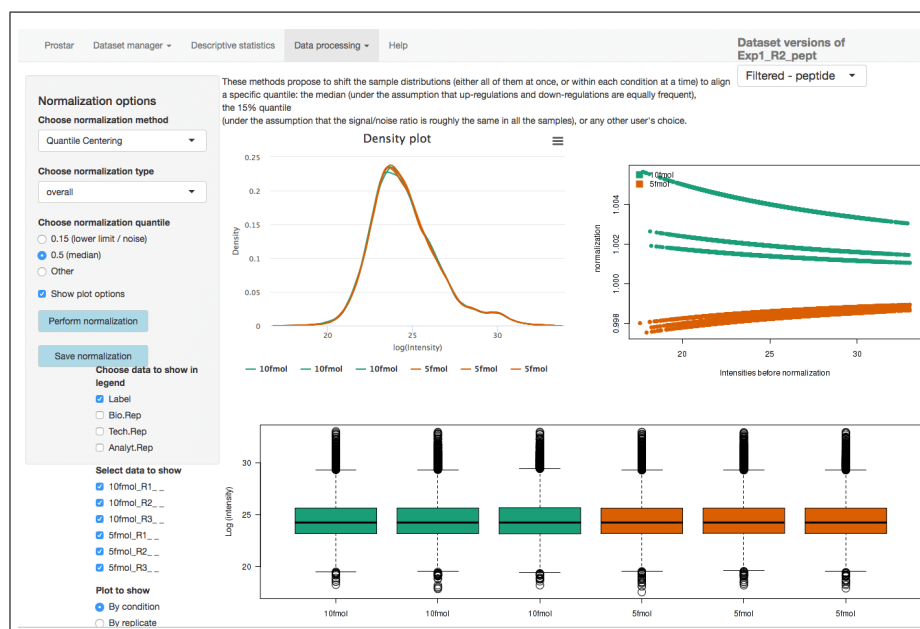 Prostar
Dataset manager
Descriptive statistics
Data processing
Help
Dataset versions of
Exp1_R2_pept
Filtered - peptide
Normalization options
Choose normalization method
Quantile Centering
Choose normalization type
overall
Choose normalization quantile
0.15 (lower limit / noise)
0.5 (median)
Other
Show plot options
Perform normalization
Save normalization
Choose data to show in
legend
Label
Bio.Rep
Tech.Rep
Analyt.Rep
Select data to show
10fmol_R1_ _
10fmol_R2_ _
10fmol_R3_ _
5fmol_R1_ _
5fmol_R2_ _
5fmol_R3_ _
Plot to show
By condition
By replicate
These methods propose to shift the sample distributions (either all of them at once, or within each condition at a time) to align
a specific quantile: the median (under the assumption that up-regulations and down-regulations are equally frequent),
the 15% quantile
(under the assumption that the signal/noise ratio is roughly the same in all the samples), or any other user's choice.
Density plot
0.25
0.2
0.15
0.1
0.05
0
Density
20 25 30
log(Intensity)
10fmol 10fmol 10fmol 5fmol 5fmol 5fmol
10fmol
5fmol
1.004
1.002
1.000
0.998
normalization
20 25 30
Intensities before normalization
30
25
20
Log (intensity)
10fmol 10fmol 10fmol 5fmol 5fmol 5fmol